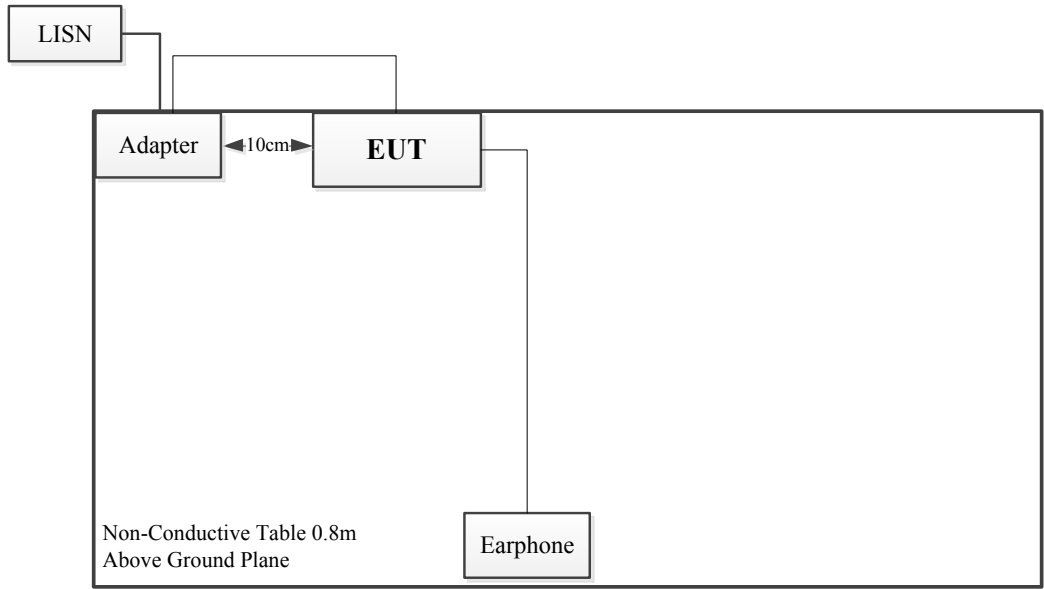 LISN
Adapter
10cm
EUT
Non-Conductive Table 0.8m
Above Ground Plane
Earphone